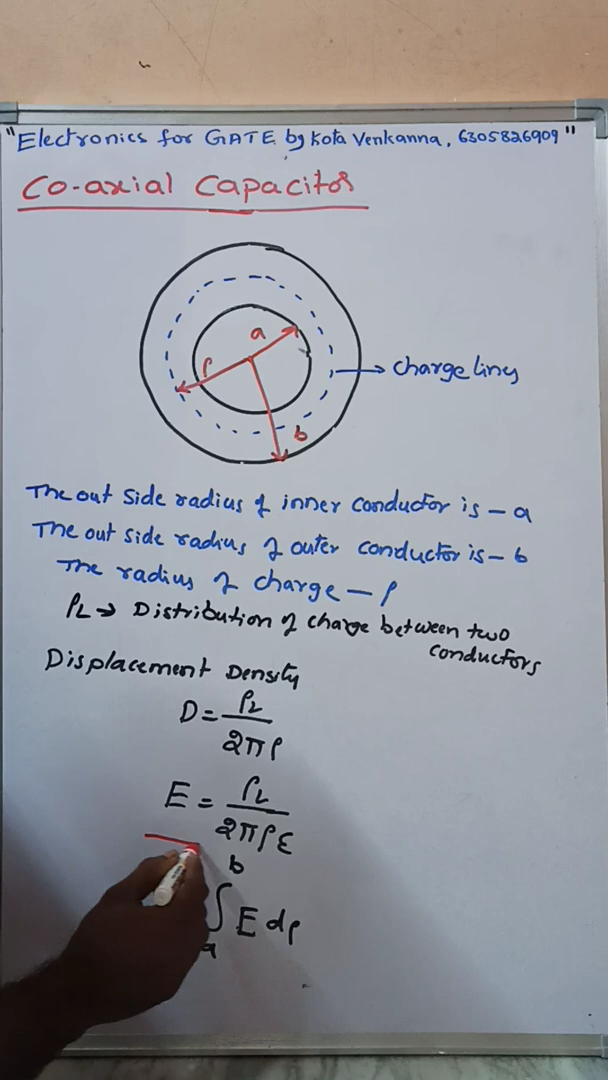 "Electronics for GATE by Kota Venkanna, 6305826909"
Co-axial Capacitor
a
ρ
b
charge lines
The out side radius of inner conductor is - a
The out side radius of outer conductor is - b
The radius of charge - ρ
ρL → Distribution of charge between two
conductors
Displacement Density
D = ρL / 2πρ
E = ρL / 2πρε
b
∫ E dρ
a